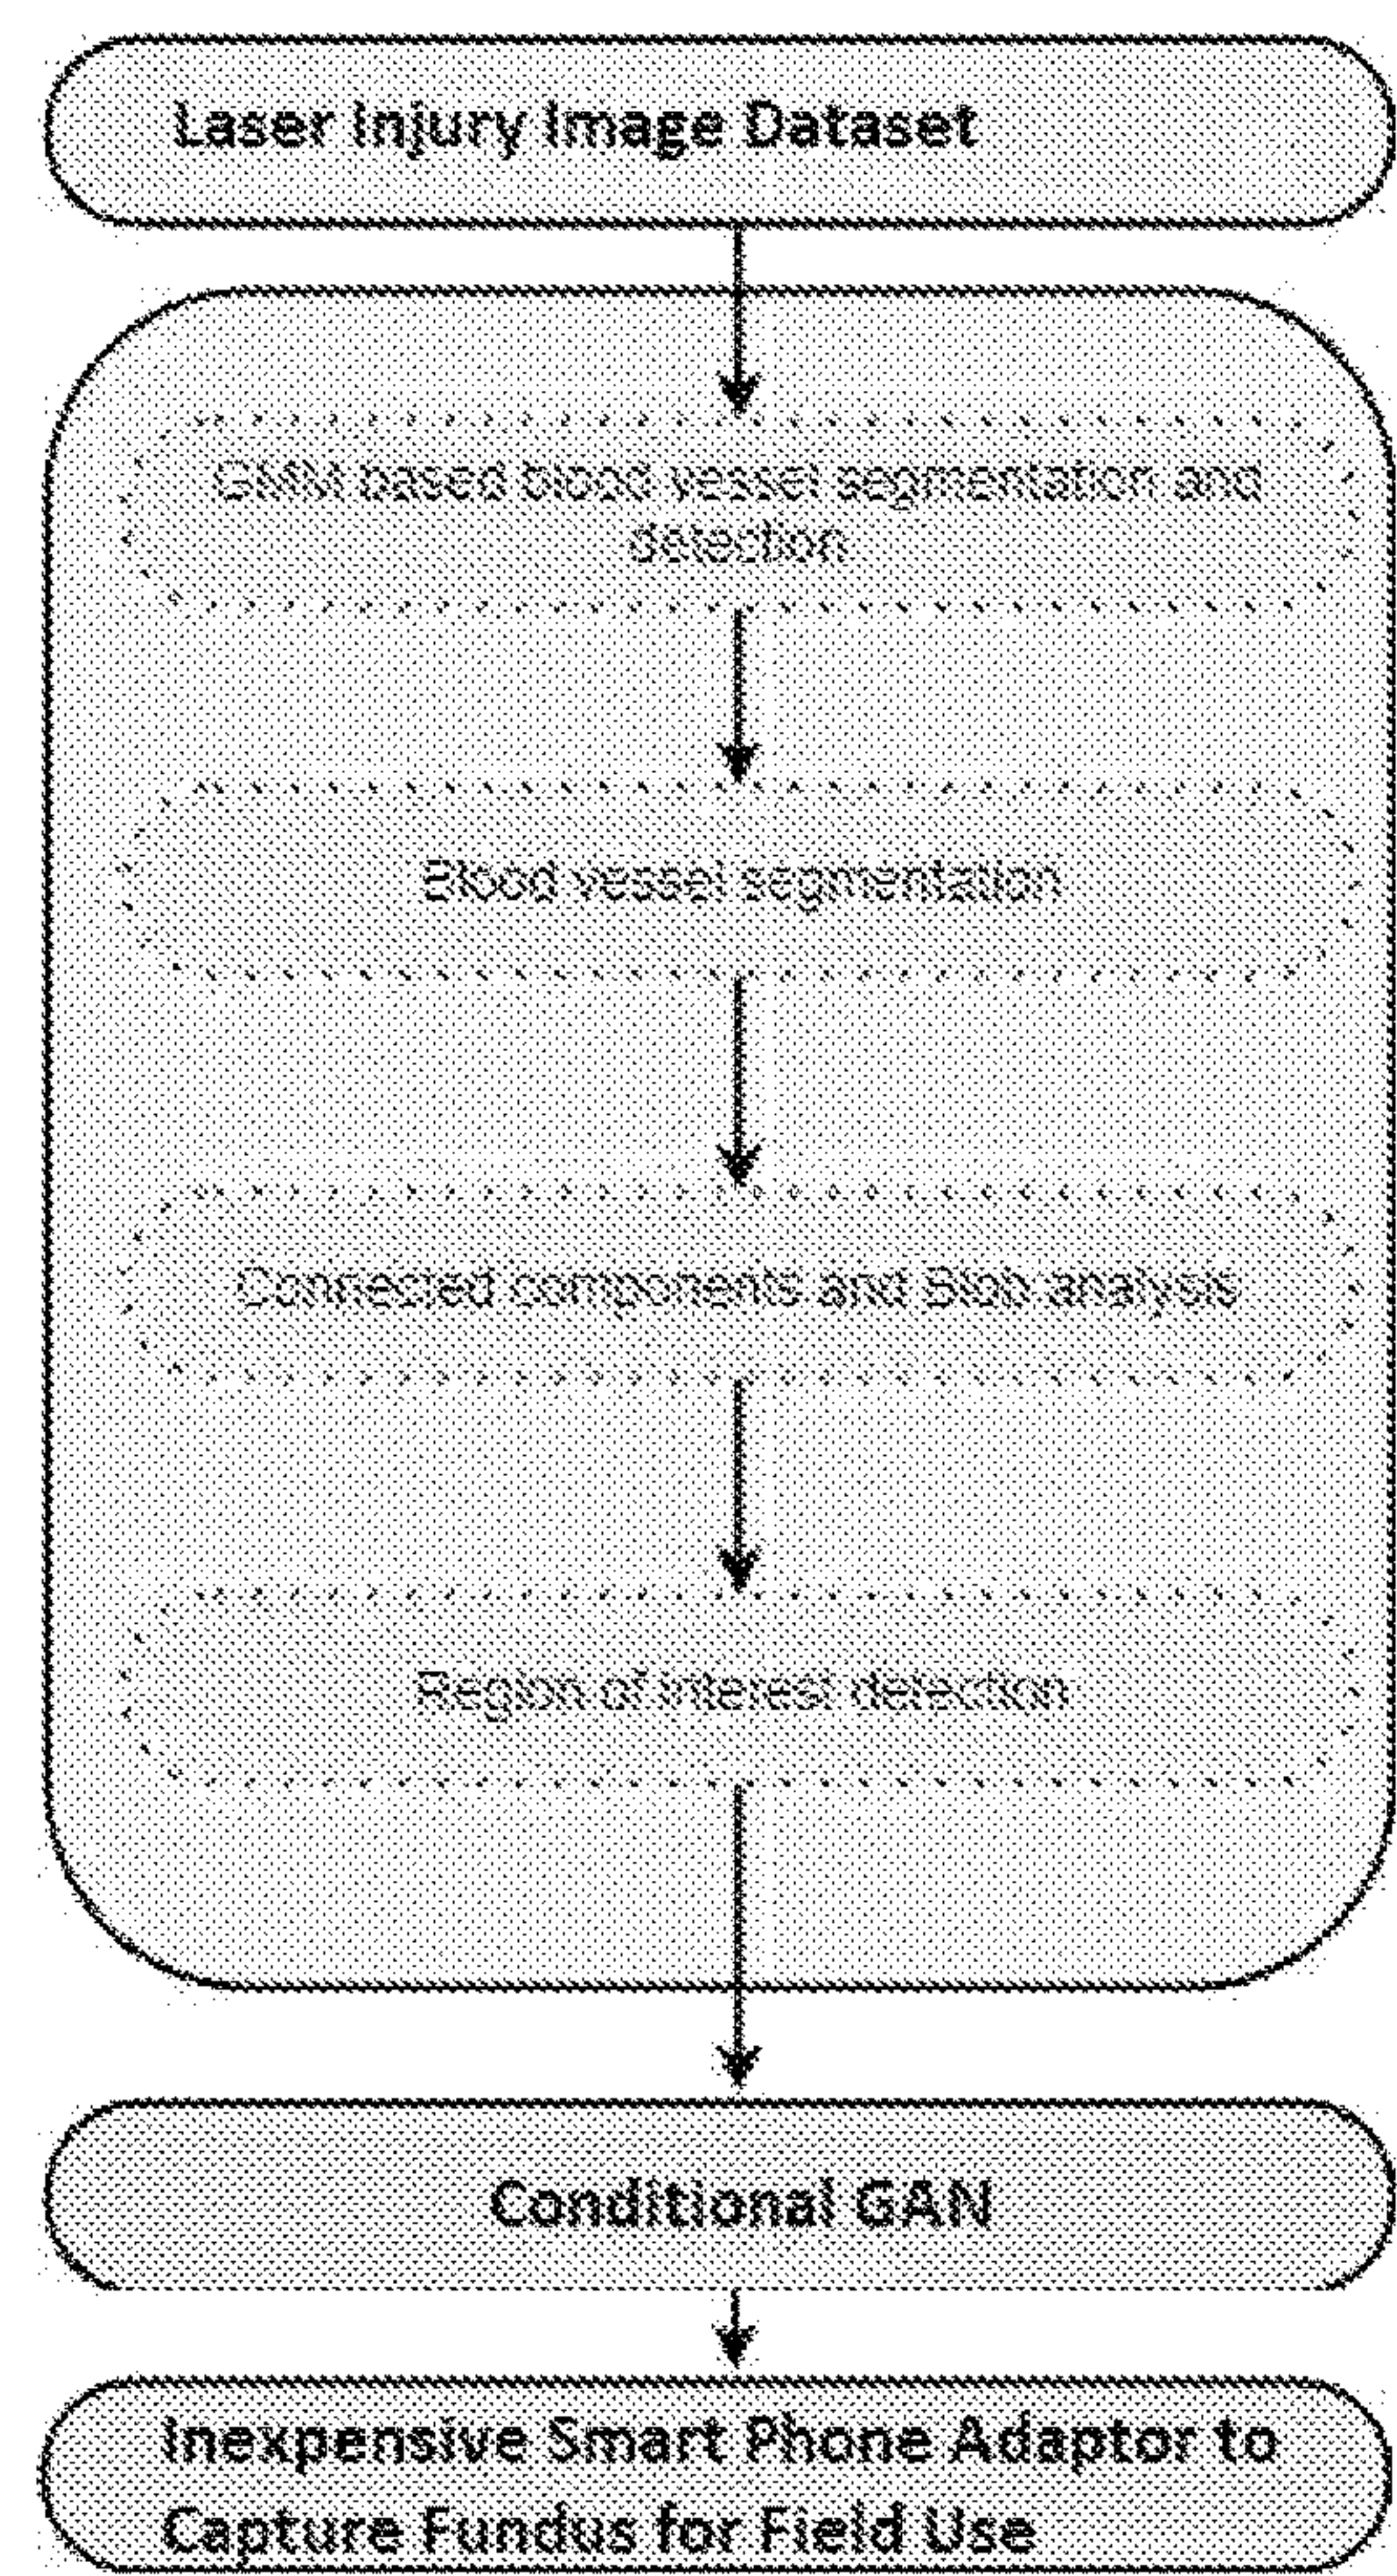 Laser Injury Image Dataset
GMM based blood vessel segmentation and
detection
Blood vessel segmentation
Connected components and Blob analysis
Region of interest detection
Conditional GAN
Inexpensive Smart Phone Adaptor to
Capture Fundus for Field Use